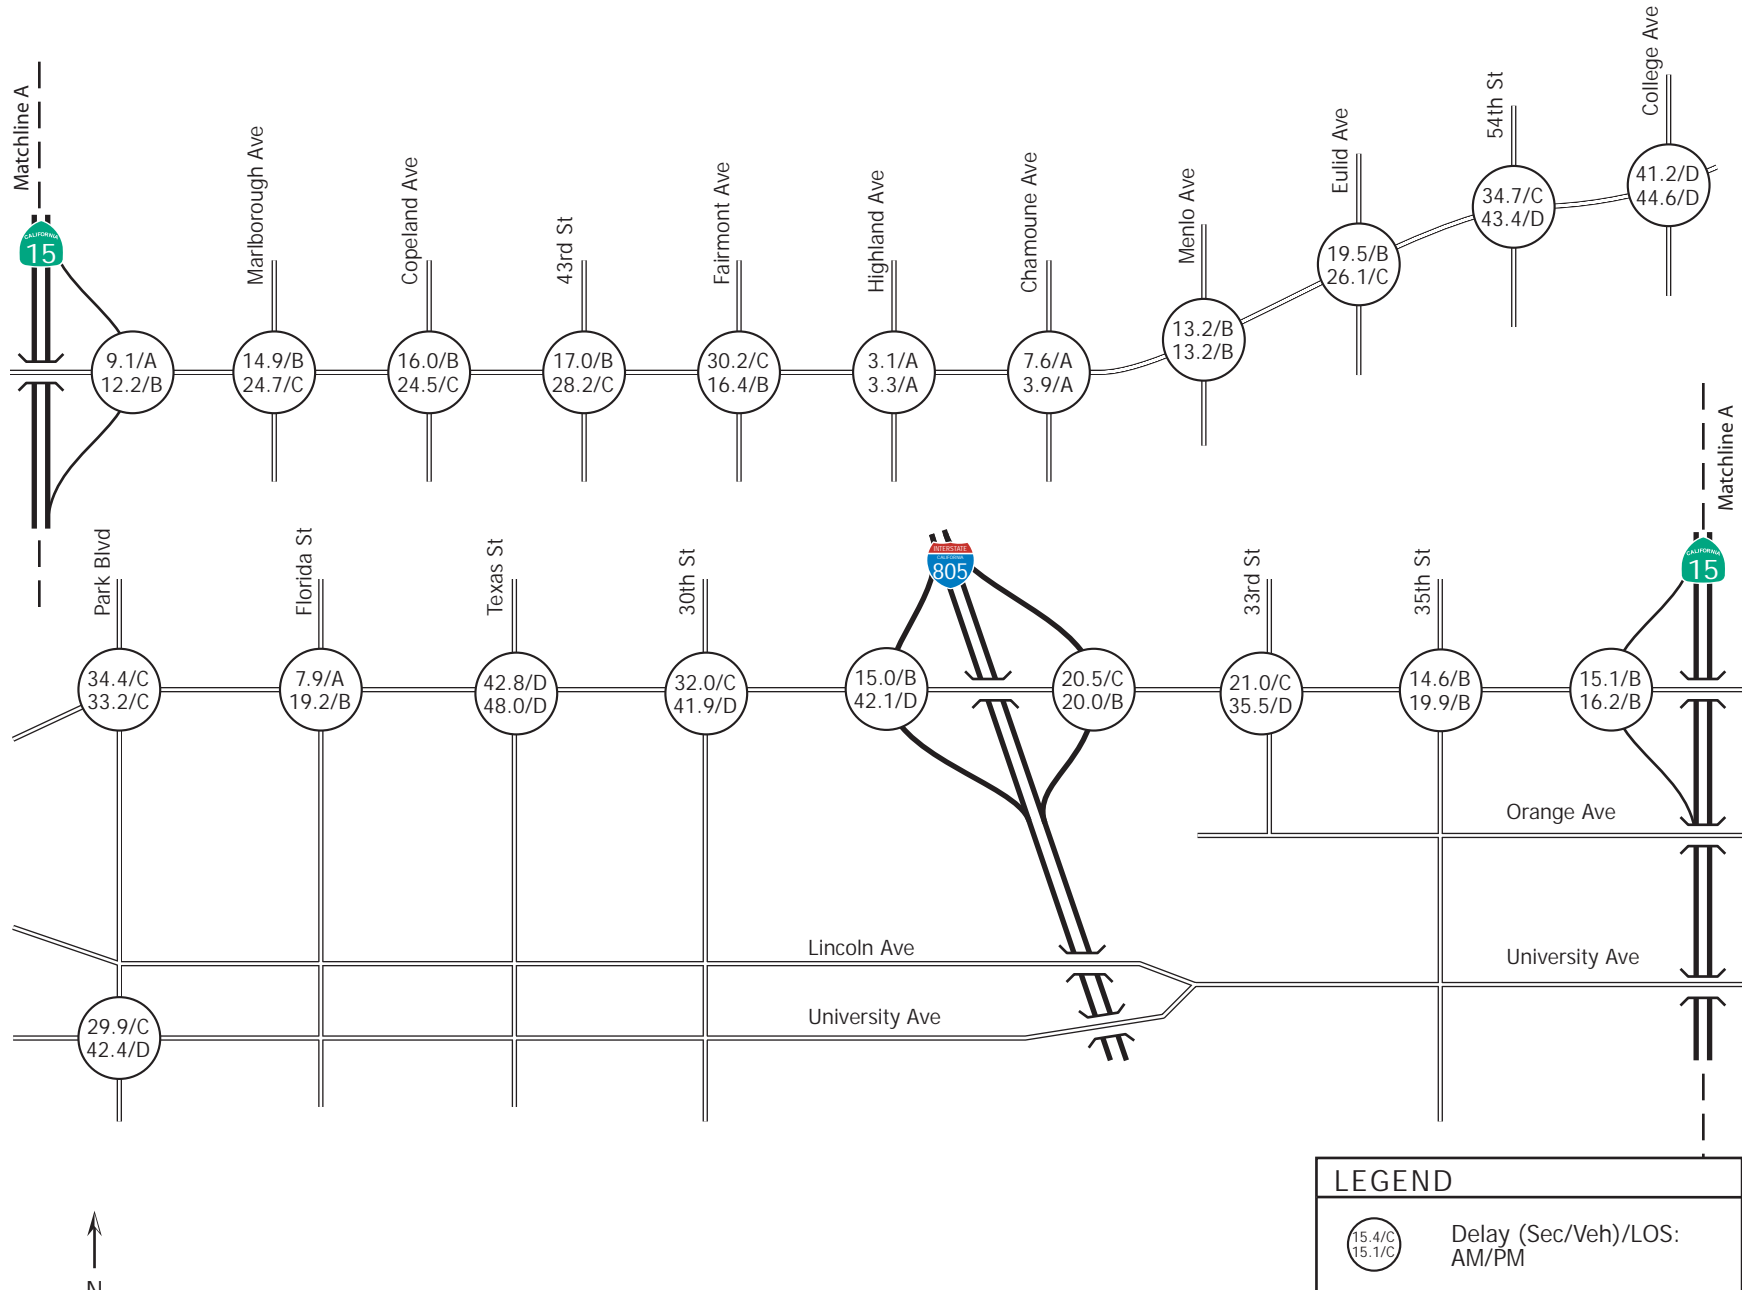 Matchline A
CALIFORNIA
15
Marlborough Ave
Copeland Ave
43rd St
Fairmont Ave
Highland Ave
Chamoune Ave
Menlo Ave
Eulid Ave
54th St
College Ave
9.1/A
12.2/B
14.9/B
24.7/C
16.0/B
24.5/C
17.0/B
28.2/C
30.2/C
16.4/B
3.1/A
3.3/A
7.6/A
3.9/A
13.2/B
13.2/B
19.5/B
26.1/C
34.7/C
43.4/D
41.2/D
44.6/D
Matchline A
Park Blvd
Florida St
Texas St
30th St
INTERSTATE
CALIFORNIA
805
33rd St
35th St
CALIFORNIA
15
34.4/C
33.2/C
7.9/A
19.2/B
42.8/D
48.0/D
32.0/C
41.9/D
15.0/B
42.1/D
20.5/C
20.0/B
21.0/C
35.5/D
14.6/B
19.9/B
15.1/B
16.2/B
Orange Ave
Lincoln Ave
University Ave
University Ave
29.9/C
42.4/D
LEGEND
15.4/C
15.1/C
Delay (Sec/Veh)/LOS:
AM/PM
N